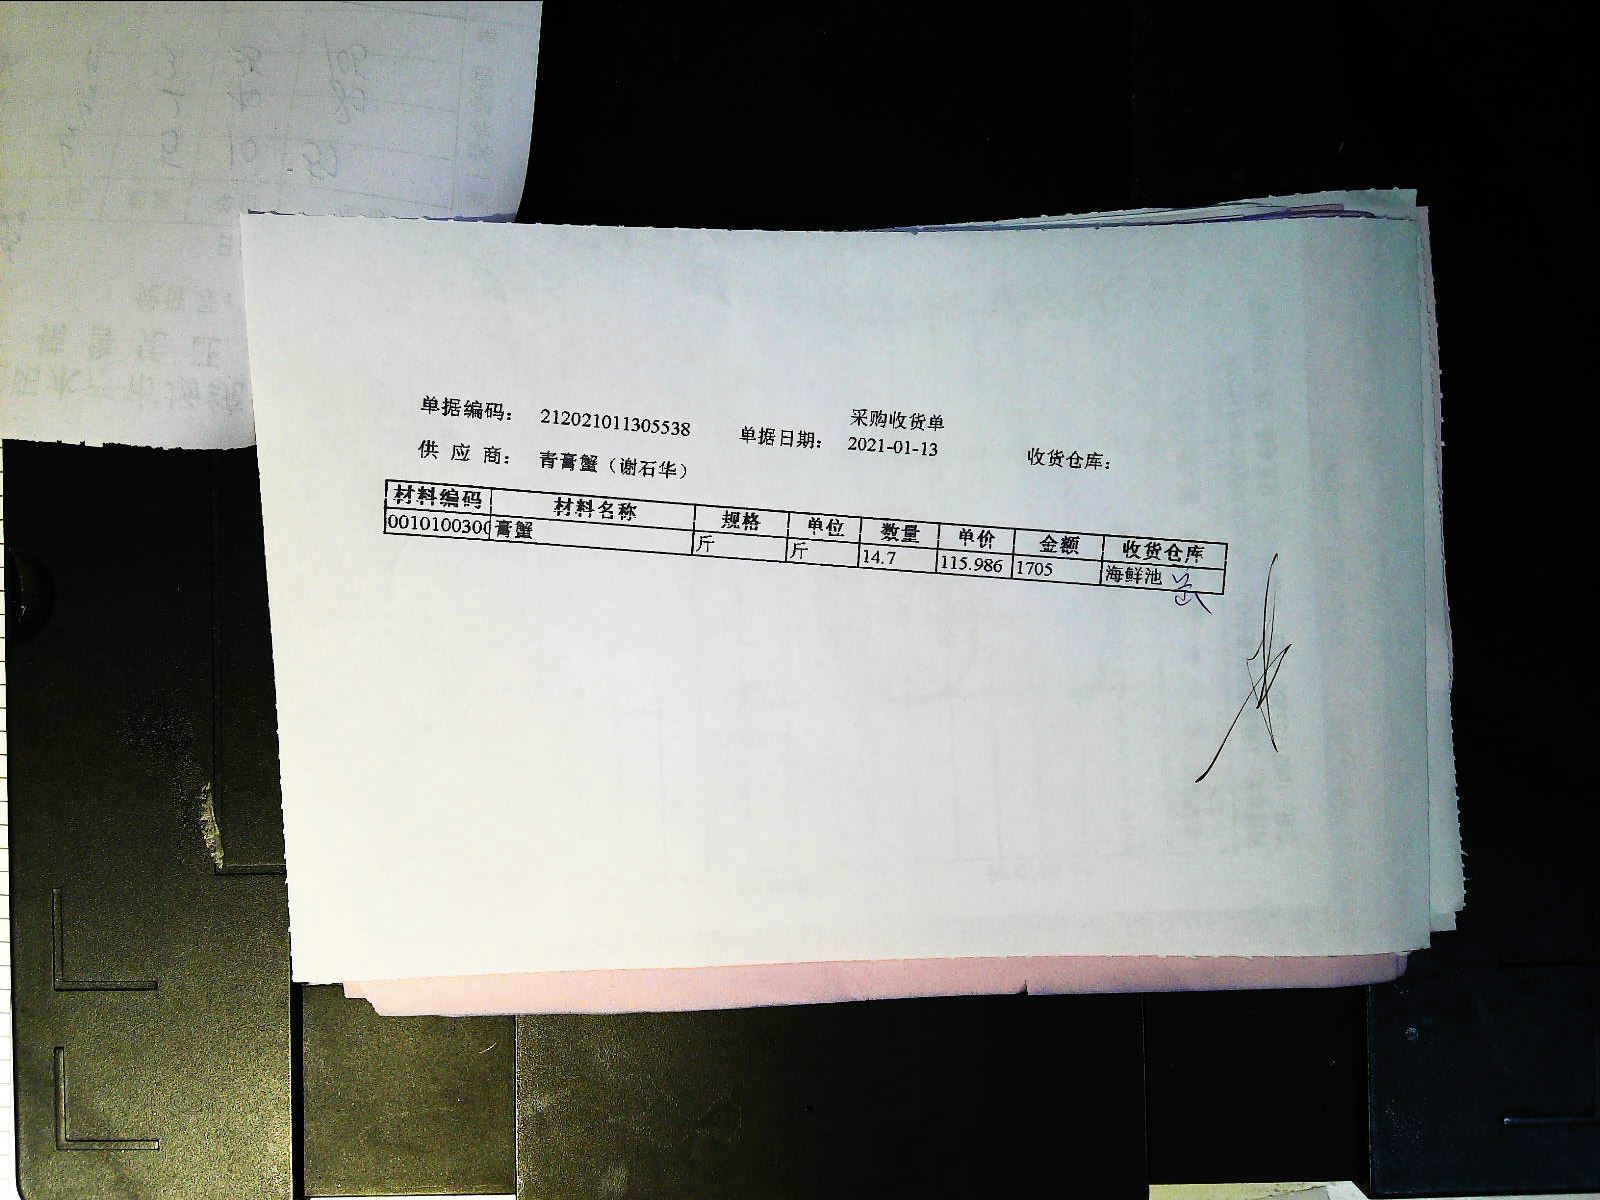 采购收货单
单据编码： 212021011305538 单据日期： 2021-01-13 收货仓库：
供 应 商： 青膏蟹（谢石华）
材料编码 材料名称 规格 单位 数量 单价 金额 收货仓库
0010100300 膏蟹 斤 斤 14.7 115.986 1705 海鲜池